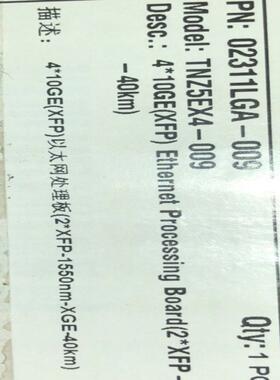 PN: 02311LGA-009 Qty: 1 PC
Model: TNZ5EX4-009
Desc.: 4*10GE(XFP) Ethernet Processing Board(2*XFP-
-40km)
描述: 4*10GE(XFP)以太网处理板(2*XFP-1550nm-XGE-40km)